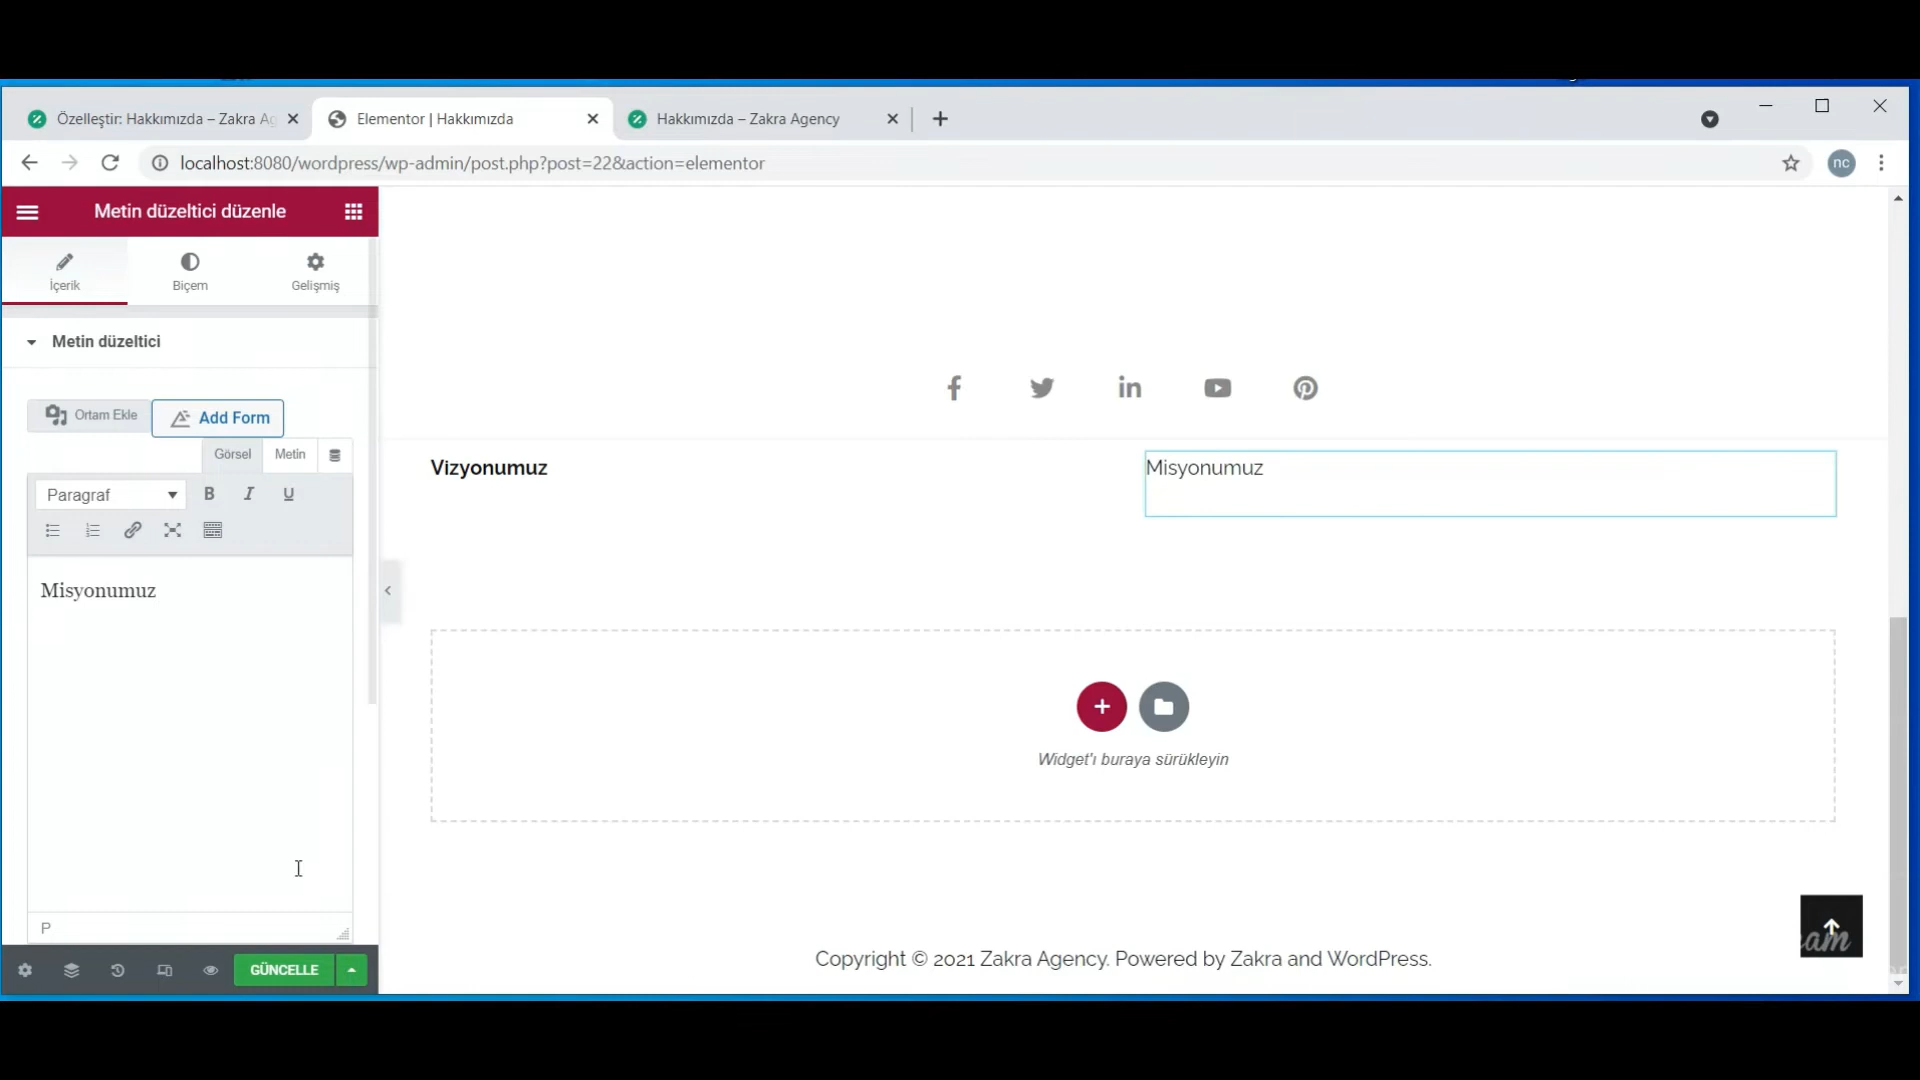 Özelleştir: Hakkımızda – Zakra Ag
Elementor | Hakkımızda
Hakkımızda – Zakra Agency
localhost:8080/wordpress/wp-admin/post.php?post=22&action=elementor
nc
Metin düzeltici düzenle
İçerik
Biçem
Gelişmiş
Metin düzeltici
Ortam Ekle
Add Form
Görsel
Metin
Paragraf
B I U
Misyonumuz
P
GÜNCELLE
Vizyonumuz
Misyonumuz
Widget'ı buraya sürükleyin
Copyright © 2021 Zakra Agency. Powered by Zakra and WordPress.